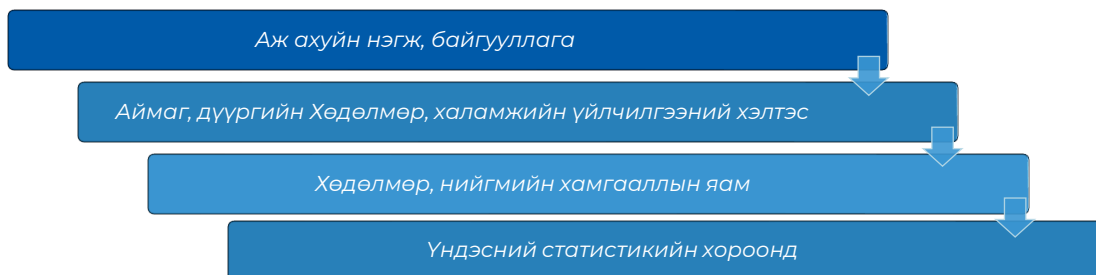 Аж ахуйн нэгж, байгууллага
Аймаг, дүүргийн Хөдөлмөр, халамжийн үйлчилгээний хэлтэс
Хөдөлмөр, нийгмийн хамгааллын яам
Үндэсний статистикийн хороонд